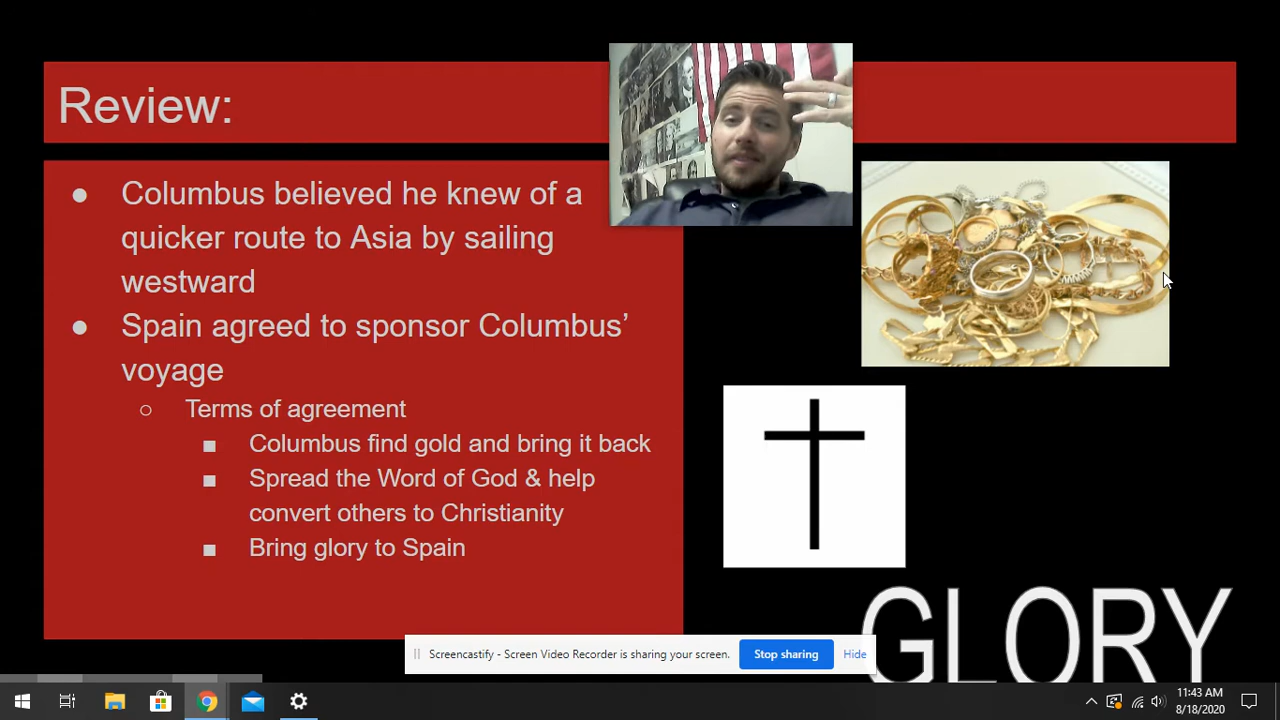 Review:
Columbus believed he knew of a
quicker route to Asia by sailing
westward
Spain agreed to sponsor Columbus’
voyage
Terms of agreement
Columbus find gold and bring it back
Spread the Word of God & help
convert others to Christianity
Bring glory to Spain
GLORY
Screencastify - Screen Video Recorder is sharing your screen.
Stop sharing
Hide
11:43 AM
8/18/2020